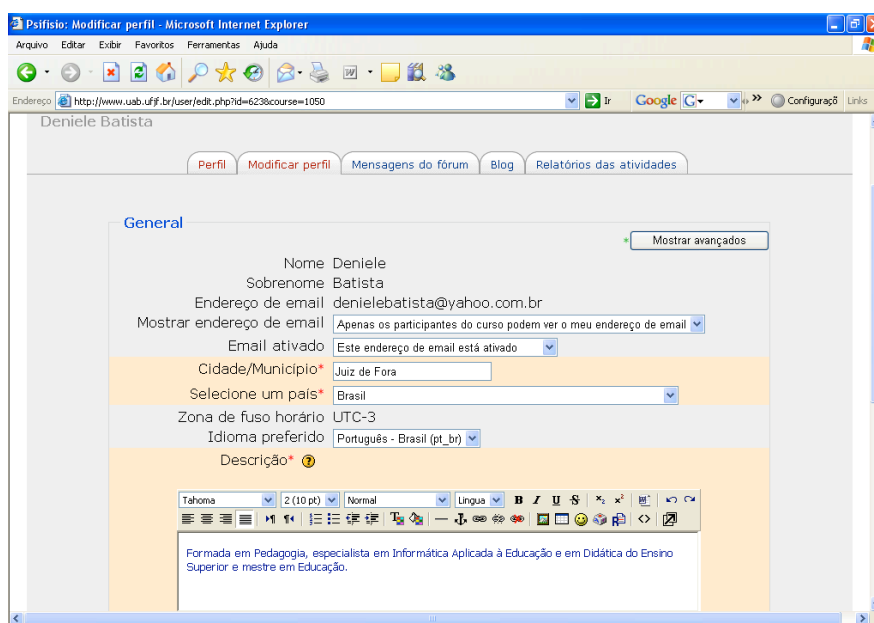 Psifisio: Modificar perfil - Microsoft Internet Explorer
Arquivo Editar Exibir Favoritos Ferramentas Ajuda
Endereço http://www.uab.ufjf.br/user/edit.php?id=623&course=1050 Ir Google G Configuraçõ Links
Deniele Batista
Perfil Modificar perfil Mensagens do fórum Blog Relatórios das atividades
General
* Mostrar avançados
Nome Deniele
Sobrenome Batista
Endereço de email denielebatista@yahoo.com.br
Mostrar endereço de email Apenas os participantes do curso podem ver o meu endereço de email
Email ativado Este endereço de email está ativado
Cidade/Município* Juiz de Fora
Selecione um país* Brasil
Zona de fuso horário UTC-3
Idioma preferido Português - Brasil (pt_br)
Descrição* ?
Tahoma 2 (10 pt) Normal Lingua B I U S x₂ x²
Formada em Pedagogia, especialista em Informática Aplicada à Educação e em Didática do Ensino
Superior e mestre em Educação.